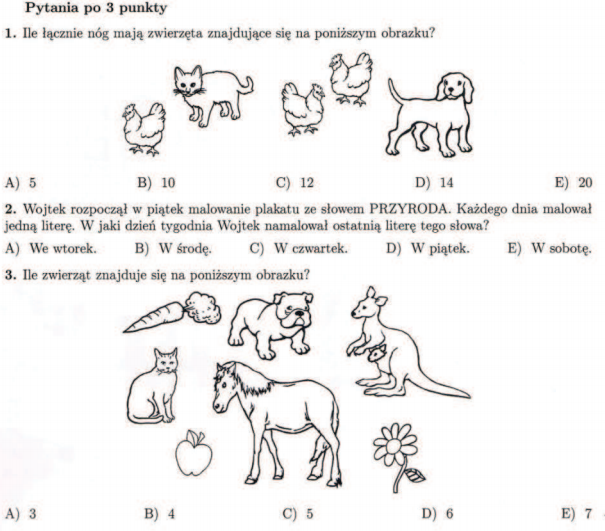 Pytania po 3 punkty
1. Ile łącznie nóg mają zwierzęta znajdujące się na poniższym obrazku?
A) 5 B) 10 C) 12 D) 14 E) 20
2. Wojtek rozpoczął w piątek malowanie plakatu ze słowem PRZYRODA. Każdego dnia malował
jedną literę. W jaki dzień tygodnia Wojtek namalował ostatnią literę tego słowa?
A) We wtorek. B) W środę. C) W czwartek. D) W piątek. E) W sobotę.
3. Ile zwierząt znajduje się na poniższym obrazku?
A) 3 B) 4 C) 5 D) 6 E) 7